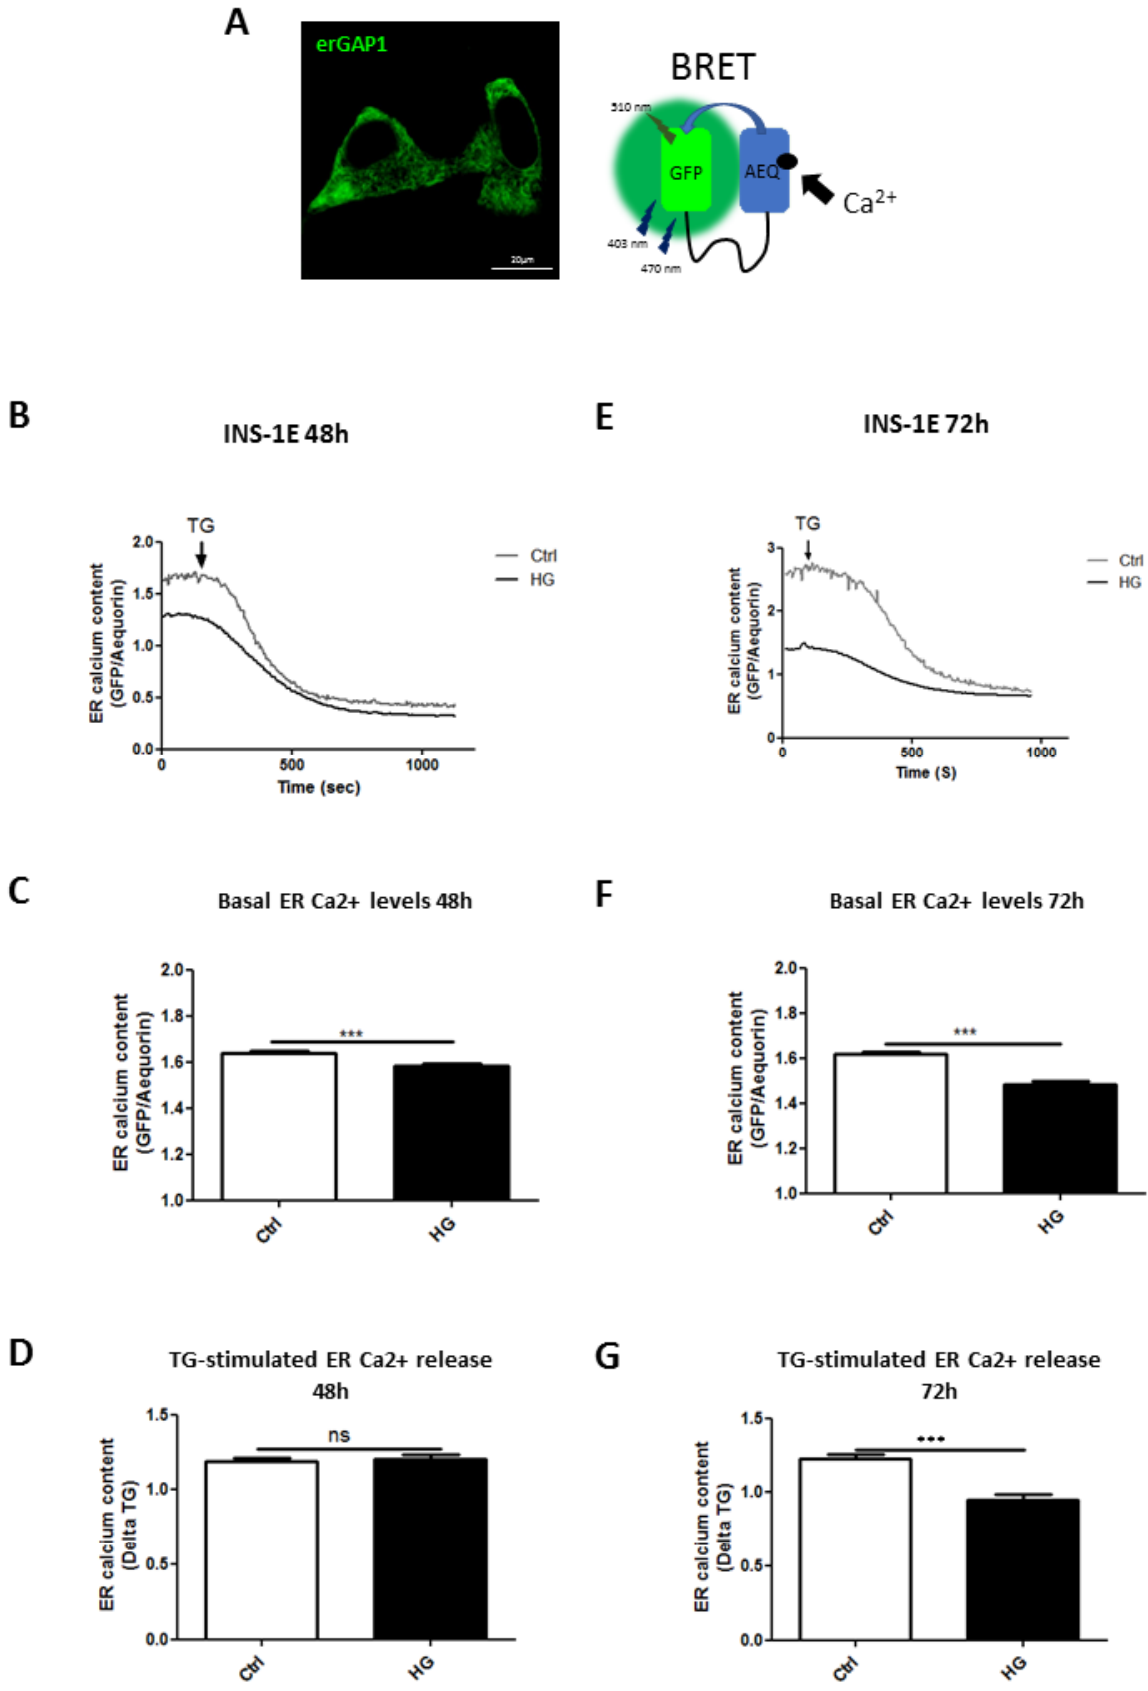 A
erGAP1
20µm
BRET
510 nm
GFP
AEQ
Ca2+
403 nm
470 nm
B
INS-1E 48h
TG
Ctrl
HG
ER calcium content
(GFP/Aequorin)
2.0
1.5
1.0
0.5
0.0
0
500
1000
Time (sec)
E
INS-1E 72h
TG
Ctrl
HG
ER calcium content
(GFP/Aequorin)
3
2
1
0
0
500
1000
Time (S)
C
Basal ER Ca2+ levels 48h
ER calcium content
(GFP/Aequorin)
2.0
1.8
1.6
1.4
1.2
1.0
***
Ctrl
HG
F
Basal ER Ca2+ levels 72h
ER calcium content
(GFP/Aequorin)
2.0
1.8
1.6
1.4
1.2
1.0
***
Ctrl
HG
D
TG-stimulated ER Ca2+ release
48h
ER calcium content
(Delta TG)
1.5
1.0
0.5
0.0
ns
Ctrl
HG
G
TG-stimulated ER Ca2+ release
72h
ER calcium content
(Delta TG)
1.5
1.0
0.5
0.0
***
Ctrl
HG